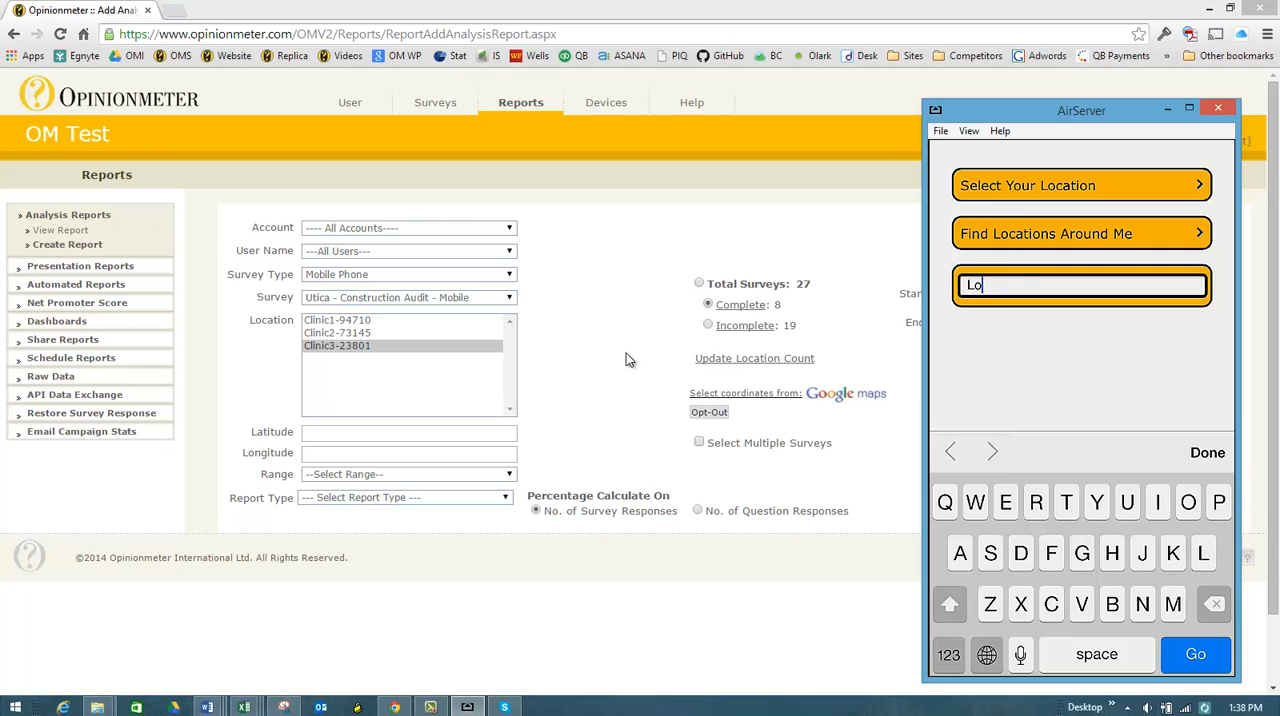 Opinionmeter :: Add Anal
https://www.opinionmeter.com/OMV2/Reports/ReportAddAnalysisReport.aspx
Apps Egnyte OMI OMS Website Replica Videos OM WP Stat IS Wells QB ASANA PIQ GitHub BC Olark Desk Sites Competitors Adwords QB Payments » Other bookmarks
OPINIONMETER
User Surveys Reports Devices Help
OM Test
Reports
Analysis Reports
View Report
Create Report
Presentation Reports
Automated Reports
Net Promoter Score
Dashboards
Share Reports
Schedule Reports
Raw Data
API Data Exchange
Restore Survey Response
Email Campaign Stats
Account ---- All Accounts----
User Name ---All Users---
Survey Type Mobile Phone
Survey Utica - Construction Audit - Mobile
Location Clinic1-94710
Clinic2-73145
Clinic3-23801
Latitude
Longitude
Range --Select Range--
Report Type --- Select Report Type ---
Total Surveys: 27
Complete: 8
Incomplete: 19
Update Location Count
Select coordinates from: Google maps
Opt-Out
Select Multiple Surveys
Percentage Calculate On
No. of Survey Responses No. of Question Responses
Star
End
©2014 Opinionmeter International Ltd. All Rights Reserved.
AirServer
File View Help
Select Your Location
Find Locations Around Me
Lo
Done
Q W E R T Y U I O P
A S D F G H J K L
Z X C V B N M
123 space Go
Desktop » 1:38 PM